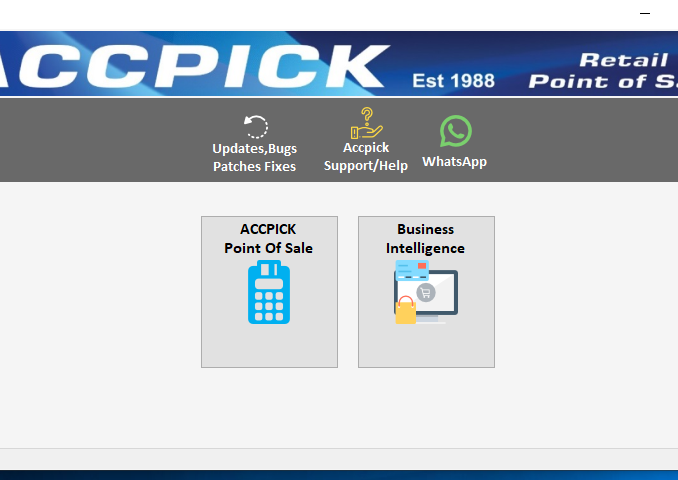 ACCPICK
Est 1988
Retail
Point of Sa
Updates,Bugs
Patches Fixes
Accpick
Support/Help
WhatsApp
ACCPICK
Point Of Sale
Business
Intelligence